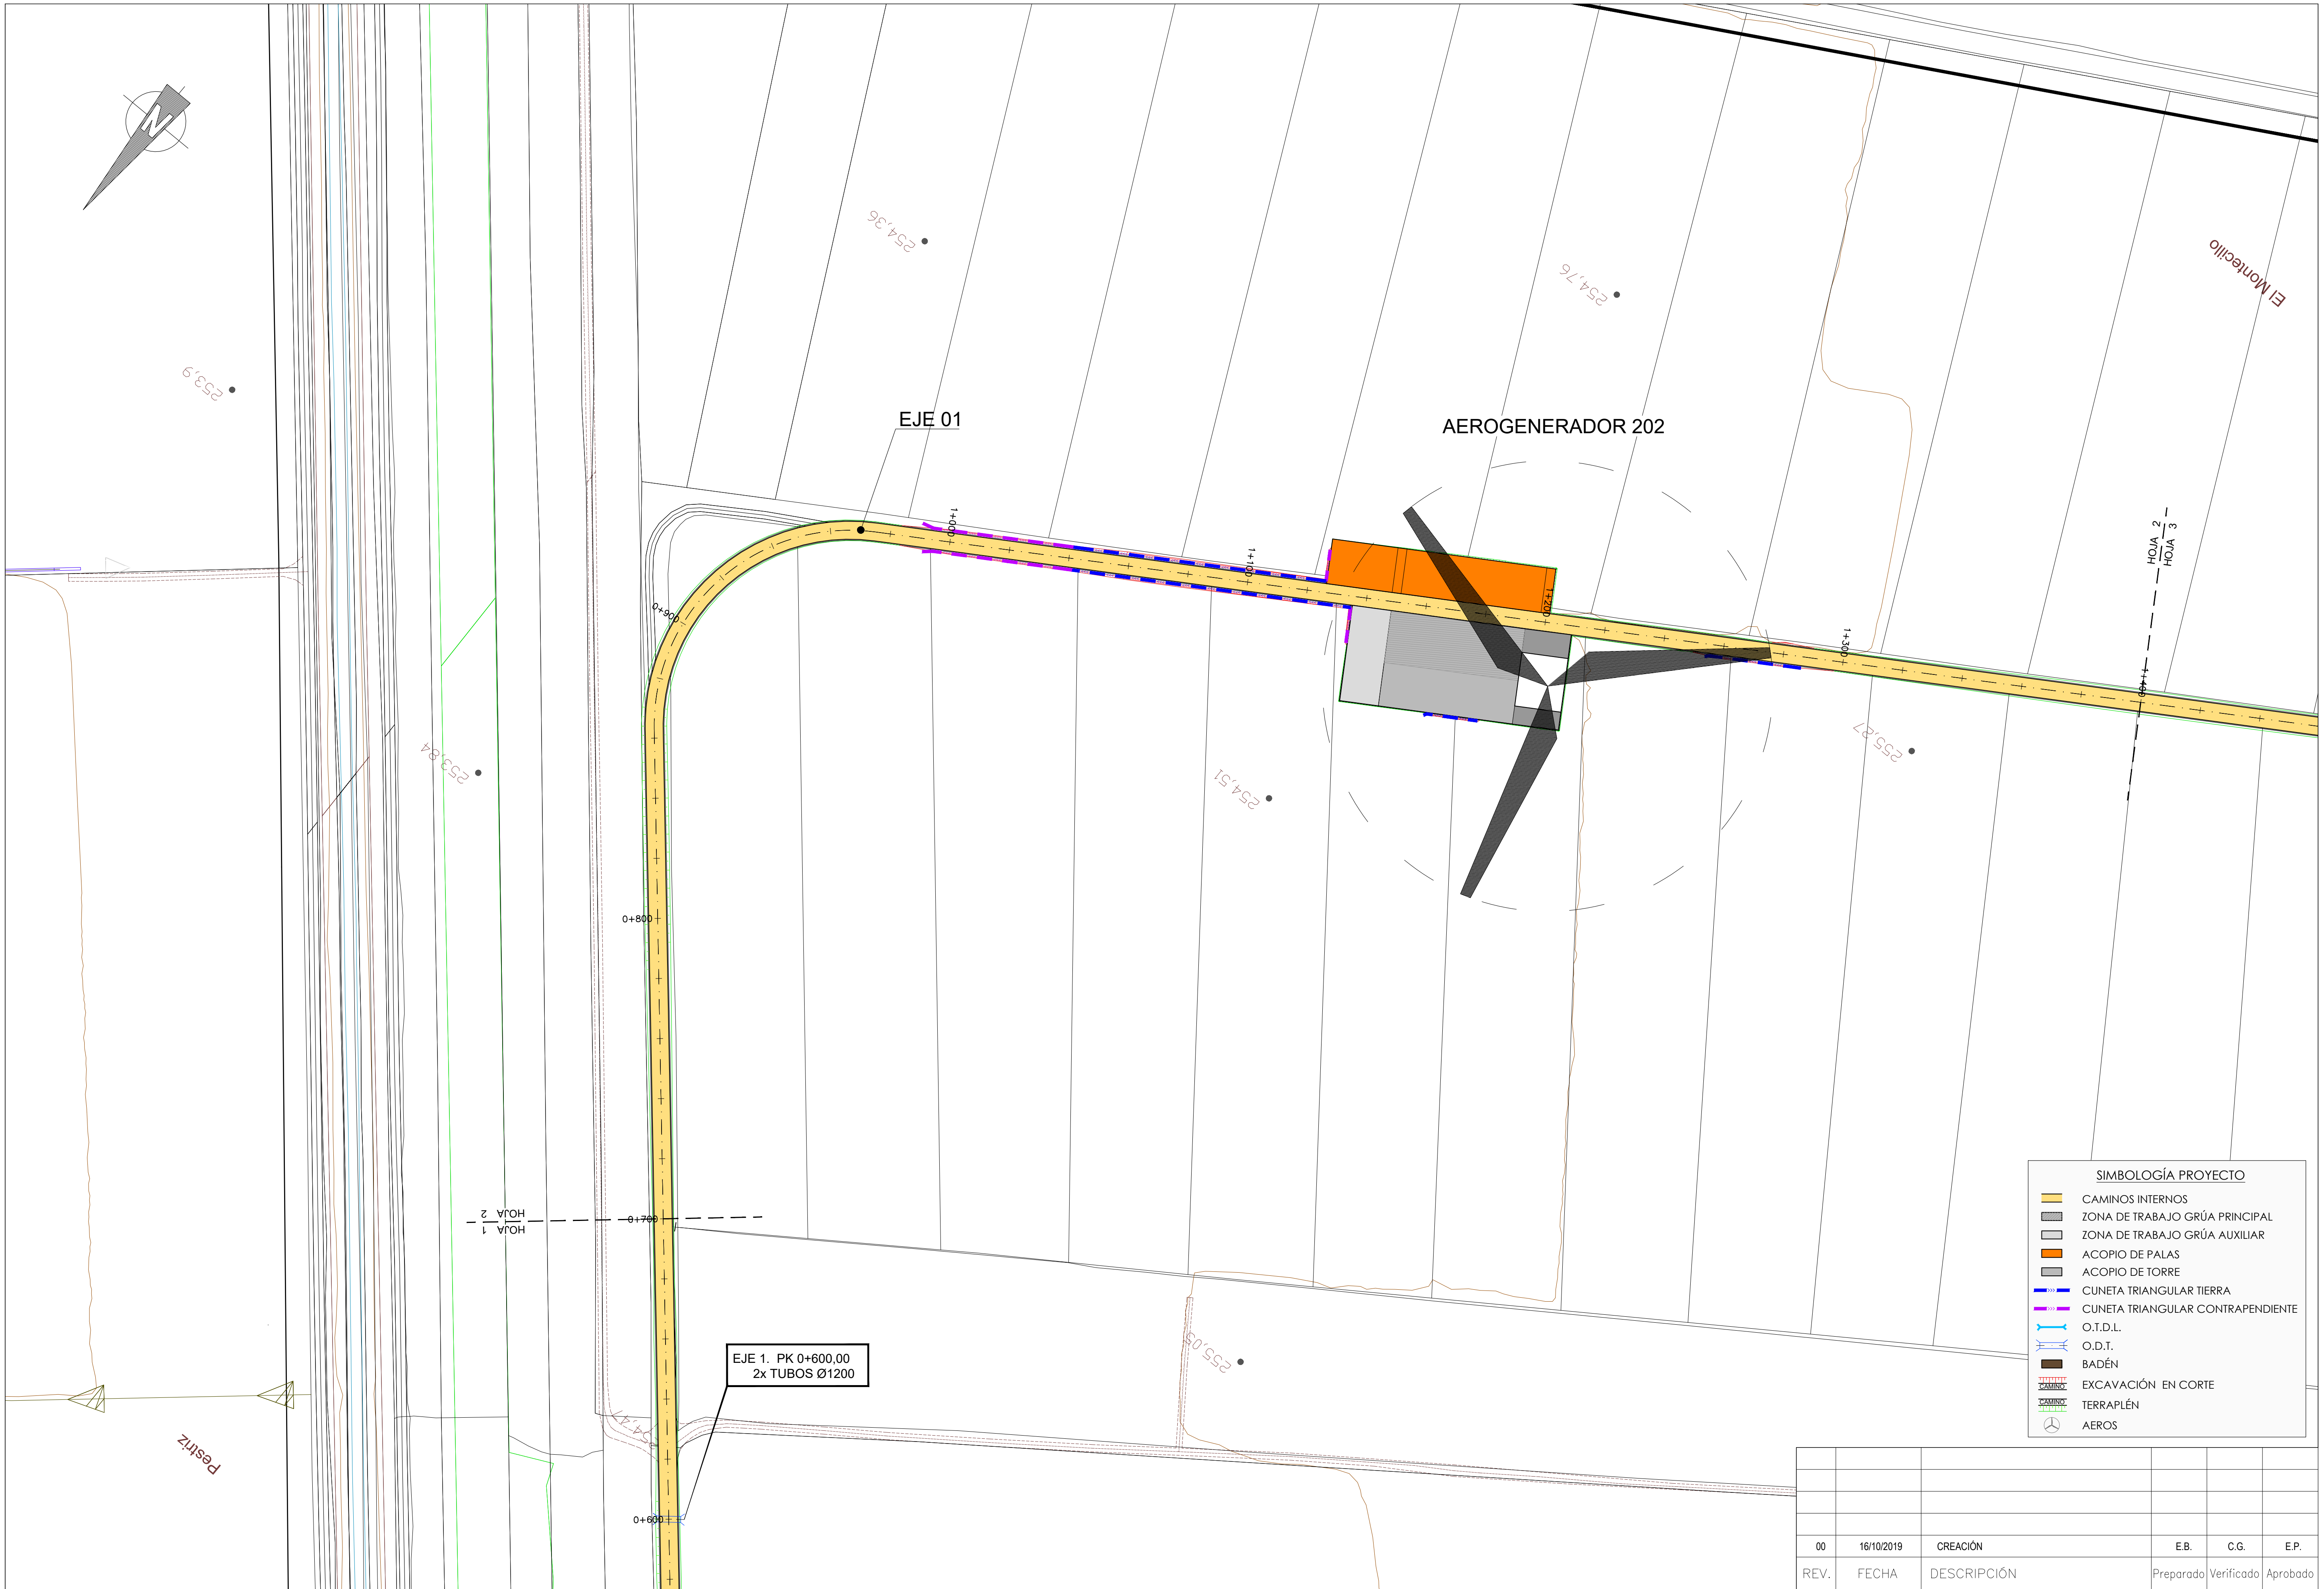 N
254,36
254,76
El Montecillo
253,9
EJE 01
AEROGENERADOR 202
1+000
1+100
1+200
1+300
1+400
HOJA 2
HOJA 3
0+900
253,84
254,51
255,27
0+800
HOJA 2
HOJA 1
0+700
EJE 1. PK 0+600,00
2x TUBOS Ø1200
255,05
Pestriz
0+600
SIMBOLOGÍA PROYECTO
CAMINOS INTERNOS
ZONA DE TRABAJO GRÚA PRINCIPAL
ZONA DE TRABAJO GRÚA AUXILIAR
ACOPIO DE PALAS
ACOPIO DE TORRE
CUNETA TRIANGULAR TIERRA
CUNETA TRIANGULAR CONTRAPENDIENTE
O.T.D.L.
O.D.T.
BADÉN
CAMINO EXCAVACIÓN EN CORTE
CAMINO TERRAPLÉN
AEROS
00 16/10/2019 CREACIÓN E.B. C.G. E.P.
REV. FECHA DESCRIPCIÓN Preparado Verificado Aprobado